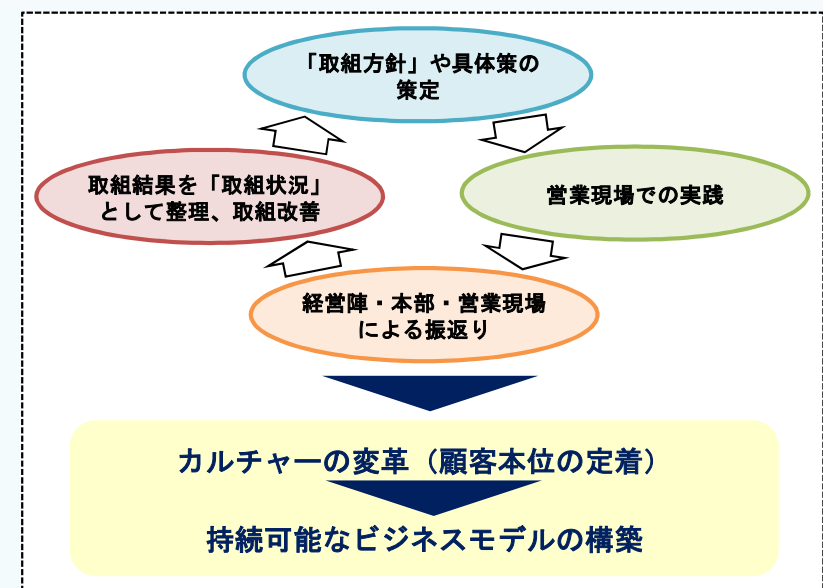 「取組方針」や具体策の
策定
取組結果を「取組状況」
として整理、取組改善
営業現場での実践
経営陣・本部・営業現場
による振返り
カルチャーの変革（顧客本位の定着）
持続可能なビジネスモデルの構築